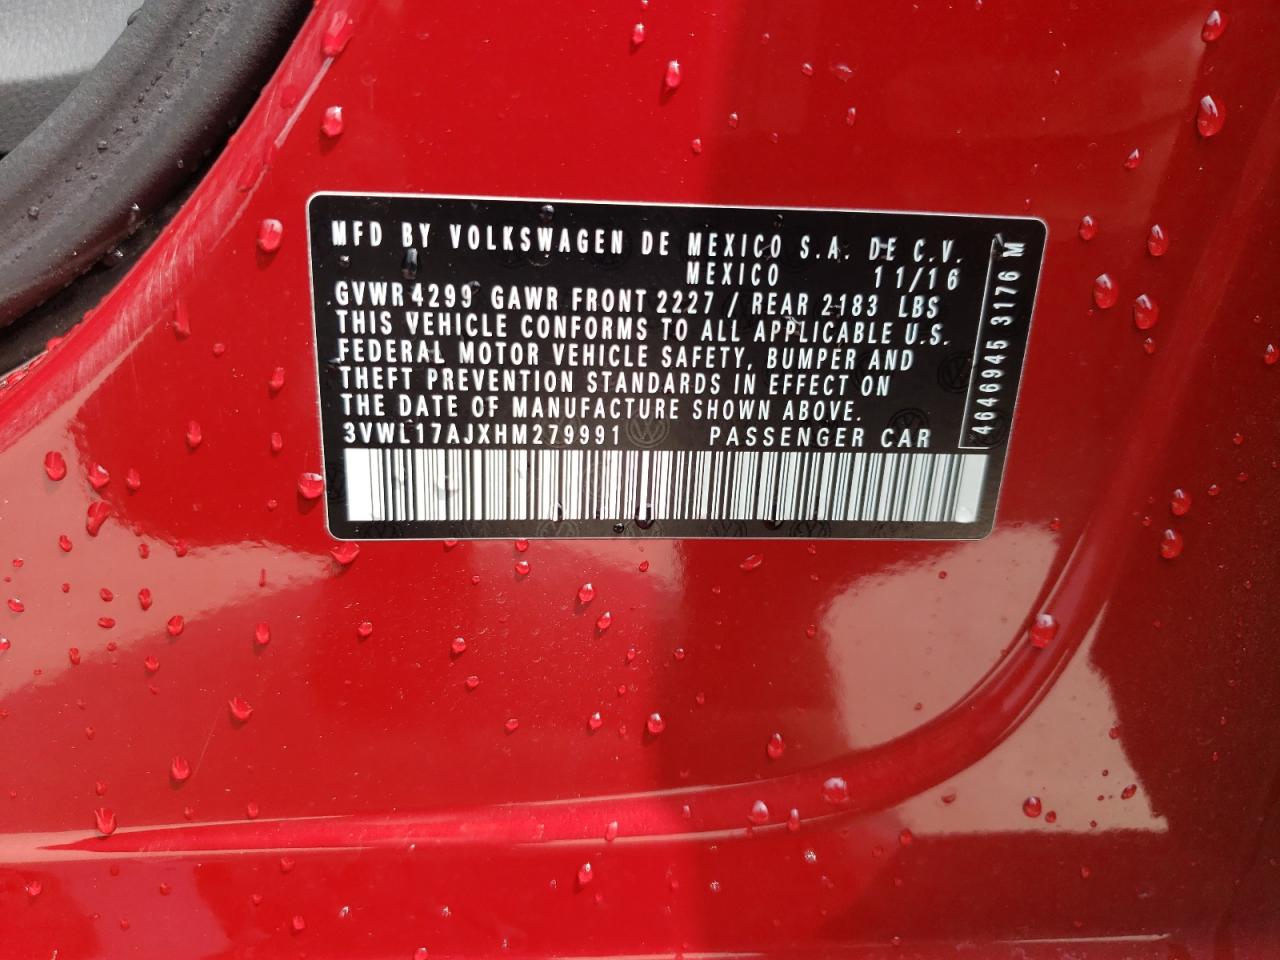 MFD BY VOLKSWAGEN DE MEXICO S.A. DE C.V.
MEXICO 11/16
GVWR 4299 GAWR FRONT 2227 / REAR 2183 LBS
THIS VEHICLE CONFORMS TO ALL APPLICABLE U.S.
FEDERAL MOTOR VEHICLE SAFETY, BUMPER AND
THEFT PREVENTION STANDARDS IN EFFECT ON
THE DATE OF MANUFACTURE SHOWN ABOVE.
3VWL17AJXHM279991 PASSENGER CAR
4646945 3176 M